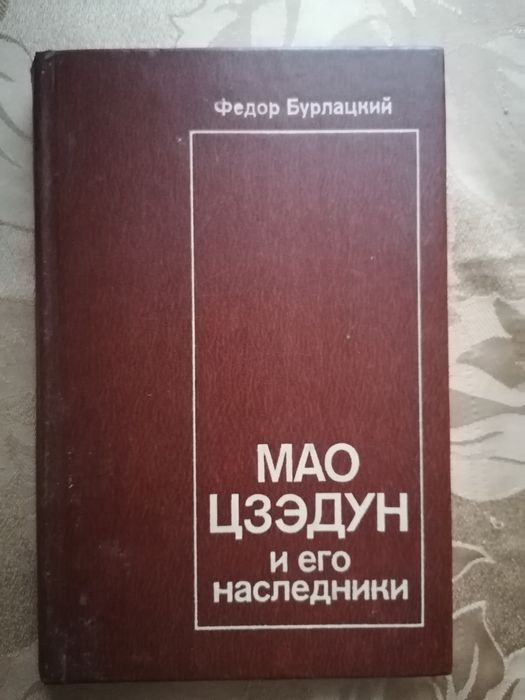 Федор Бурлацкий
МАО
ЦЗЭДУН
и его
наследники